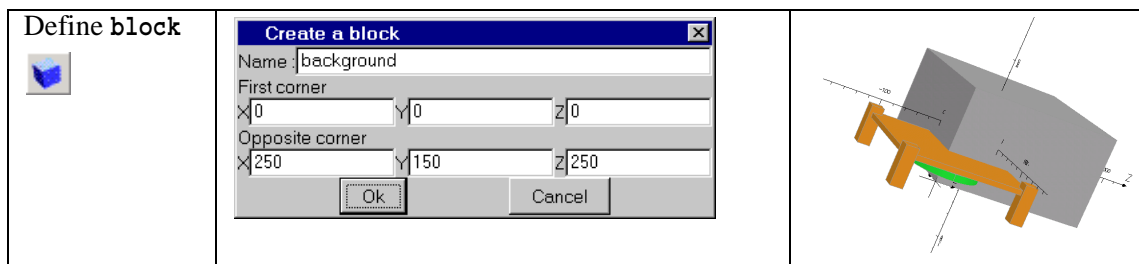 Define block
Create a block
Name : background
First corner
X 0 Y 0 Z 0
Opposite corner
X 250 Y 150 Z 250
Ok Cancel
Z